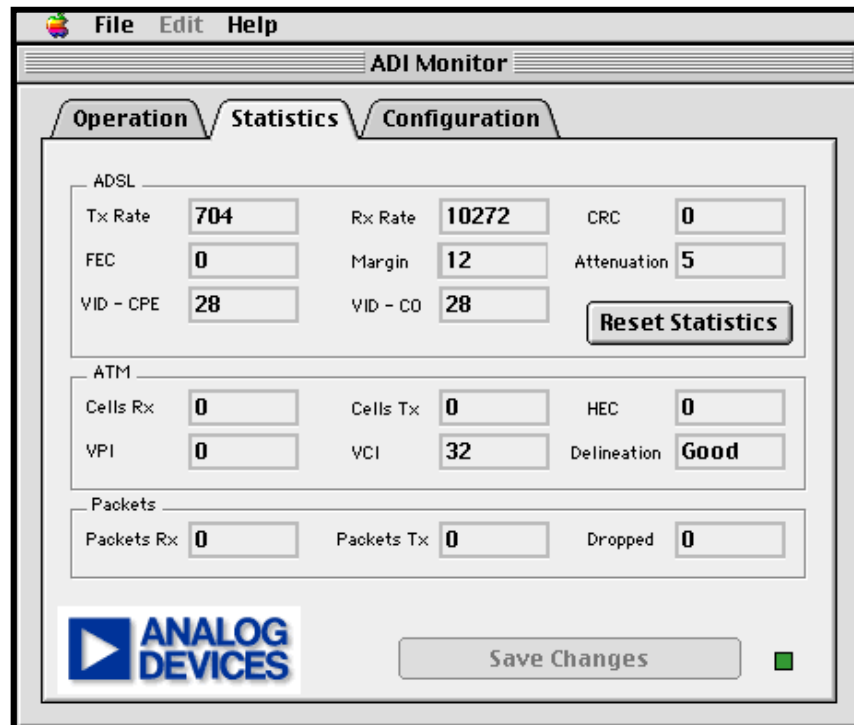 File Edit Help
ADI Monitor
Operation Statistics Configuration
ADSL
Tx Rate 704 Rx Rate 10272 CRC 0
FEC 0 Margin 12 Attenuation 5
VID - CPE 28 VID - CO 28
Reset Statistics
ATM
Cells Rx 0 Cells Tx 0 HEC 0
VPI 0 VCI 32 Delineation Good
Packets
Packets Rx 0 Packets Tx 0 Dropped 0
ANALOG
DEVICES
Save Changes